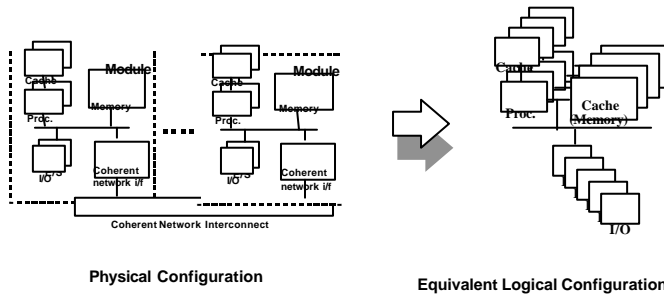 Module
Cache
Memory
Proc.
I/O
Coherent
network i/f
Module
Cache
Memory
Proc.
I/O
Coherent
network i/f
Coherent Network Interconnect
Physical Configuration
Cache
Proc.
Cache
(Memory)
I/O
Equivalent Logical Configuration